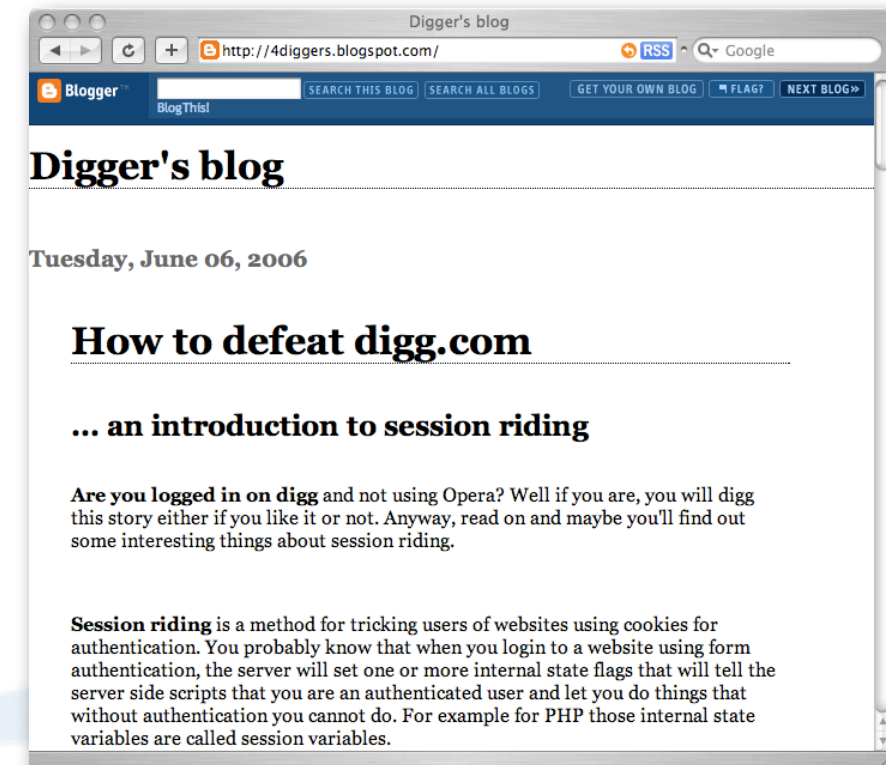 Digger's blog
http://4diggers.blogspot.com/
RSS
Google
Blogger™
SEARCH THIS BLOG
SEARCH ALL BLOGS
GET YOUR OWN BLOG
FLAG?
NEXT BLOG»
BlogThis!
Digger's blog
Tuesday, June 06, 2006
How to defeat digg.com
... an introduction to session riding
Are you logged in on digg and not using Opera? Well if you are, you will digg
this story either if you like it or not. Anyway, read on and maybe you'll find out
some interesting things about session riding.
Session riding is a method for tricking users of websites using cookies for
authentication. You probably know that when you login to a website using form
authentication, the server will set one or more internal state flags that will tell the
server side scripts that you are an authenticated user and let you do things that
without authentication you cannot do. For example for PHP those internal state
variables are called session variables.